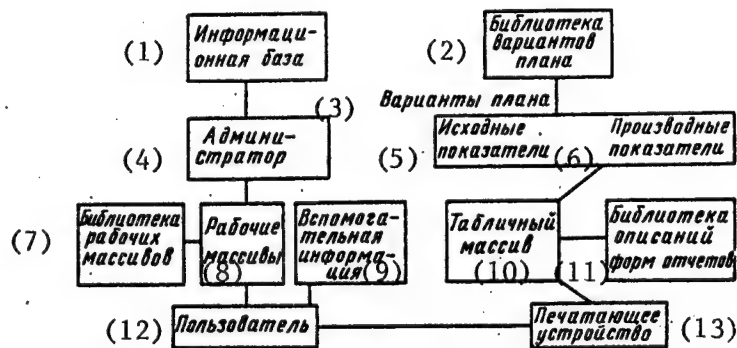 (1)
Информаци-
онная база
(2)
Библиотека
вариантов
плана
(3)
Варианты плана
(4)
Админи-
стратор
(5)
Исходные
показатели
(6)
Производные
показатели
(7)
Библиотека
рабочих
массивов
Рабочие
массивы
(8)
Вспомога-
тельная
информа-
ция
(9)
Табличный
массив
(10)
(11)
Библиотека
описаний
форм отчетов
(12)
Пользователь
Печатающее
устройство
(13)